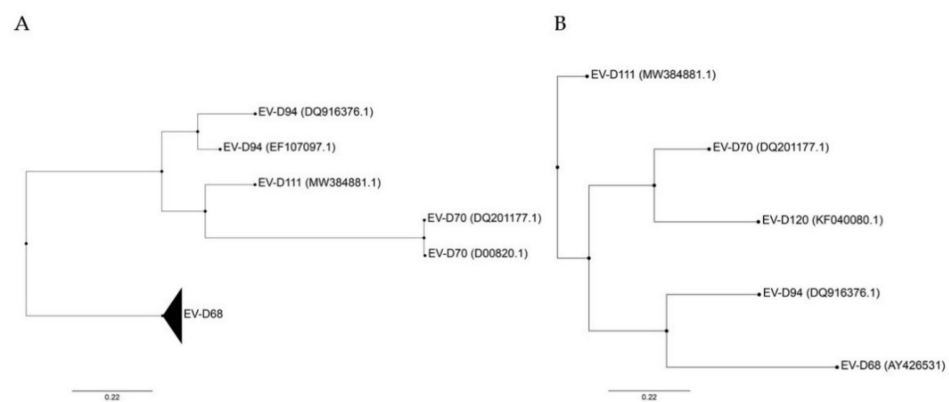 A
EV-D94 (DQ916376.1)
EV-D94 (EF107097.1)
EV-D111 (MW384881.1)
EV-D70 (DQ201177.1)
EV-D70 (D00820.1)
EV-D68
0.22
B
EV-D111 (MW384881.1)
EV-D70 (DQ201177.1)
EV-D120 (KF040080.1)
EV-D94 (DQ916376.1)
EV-D68 (AY426531)
0.22